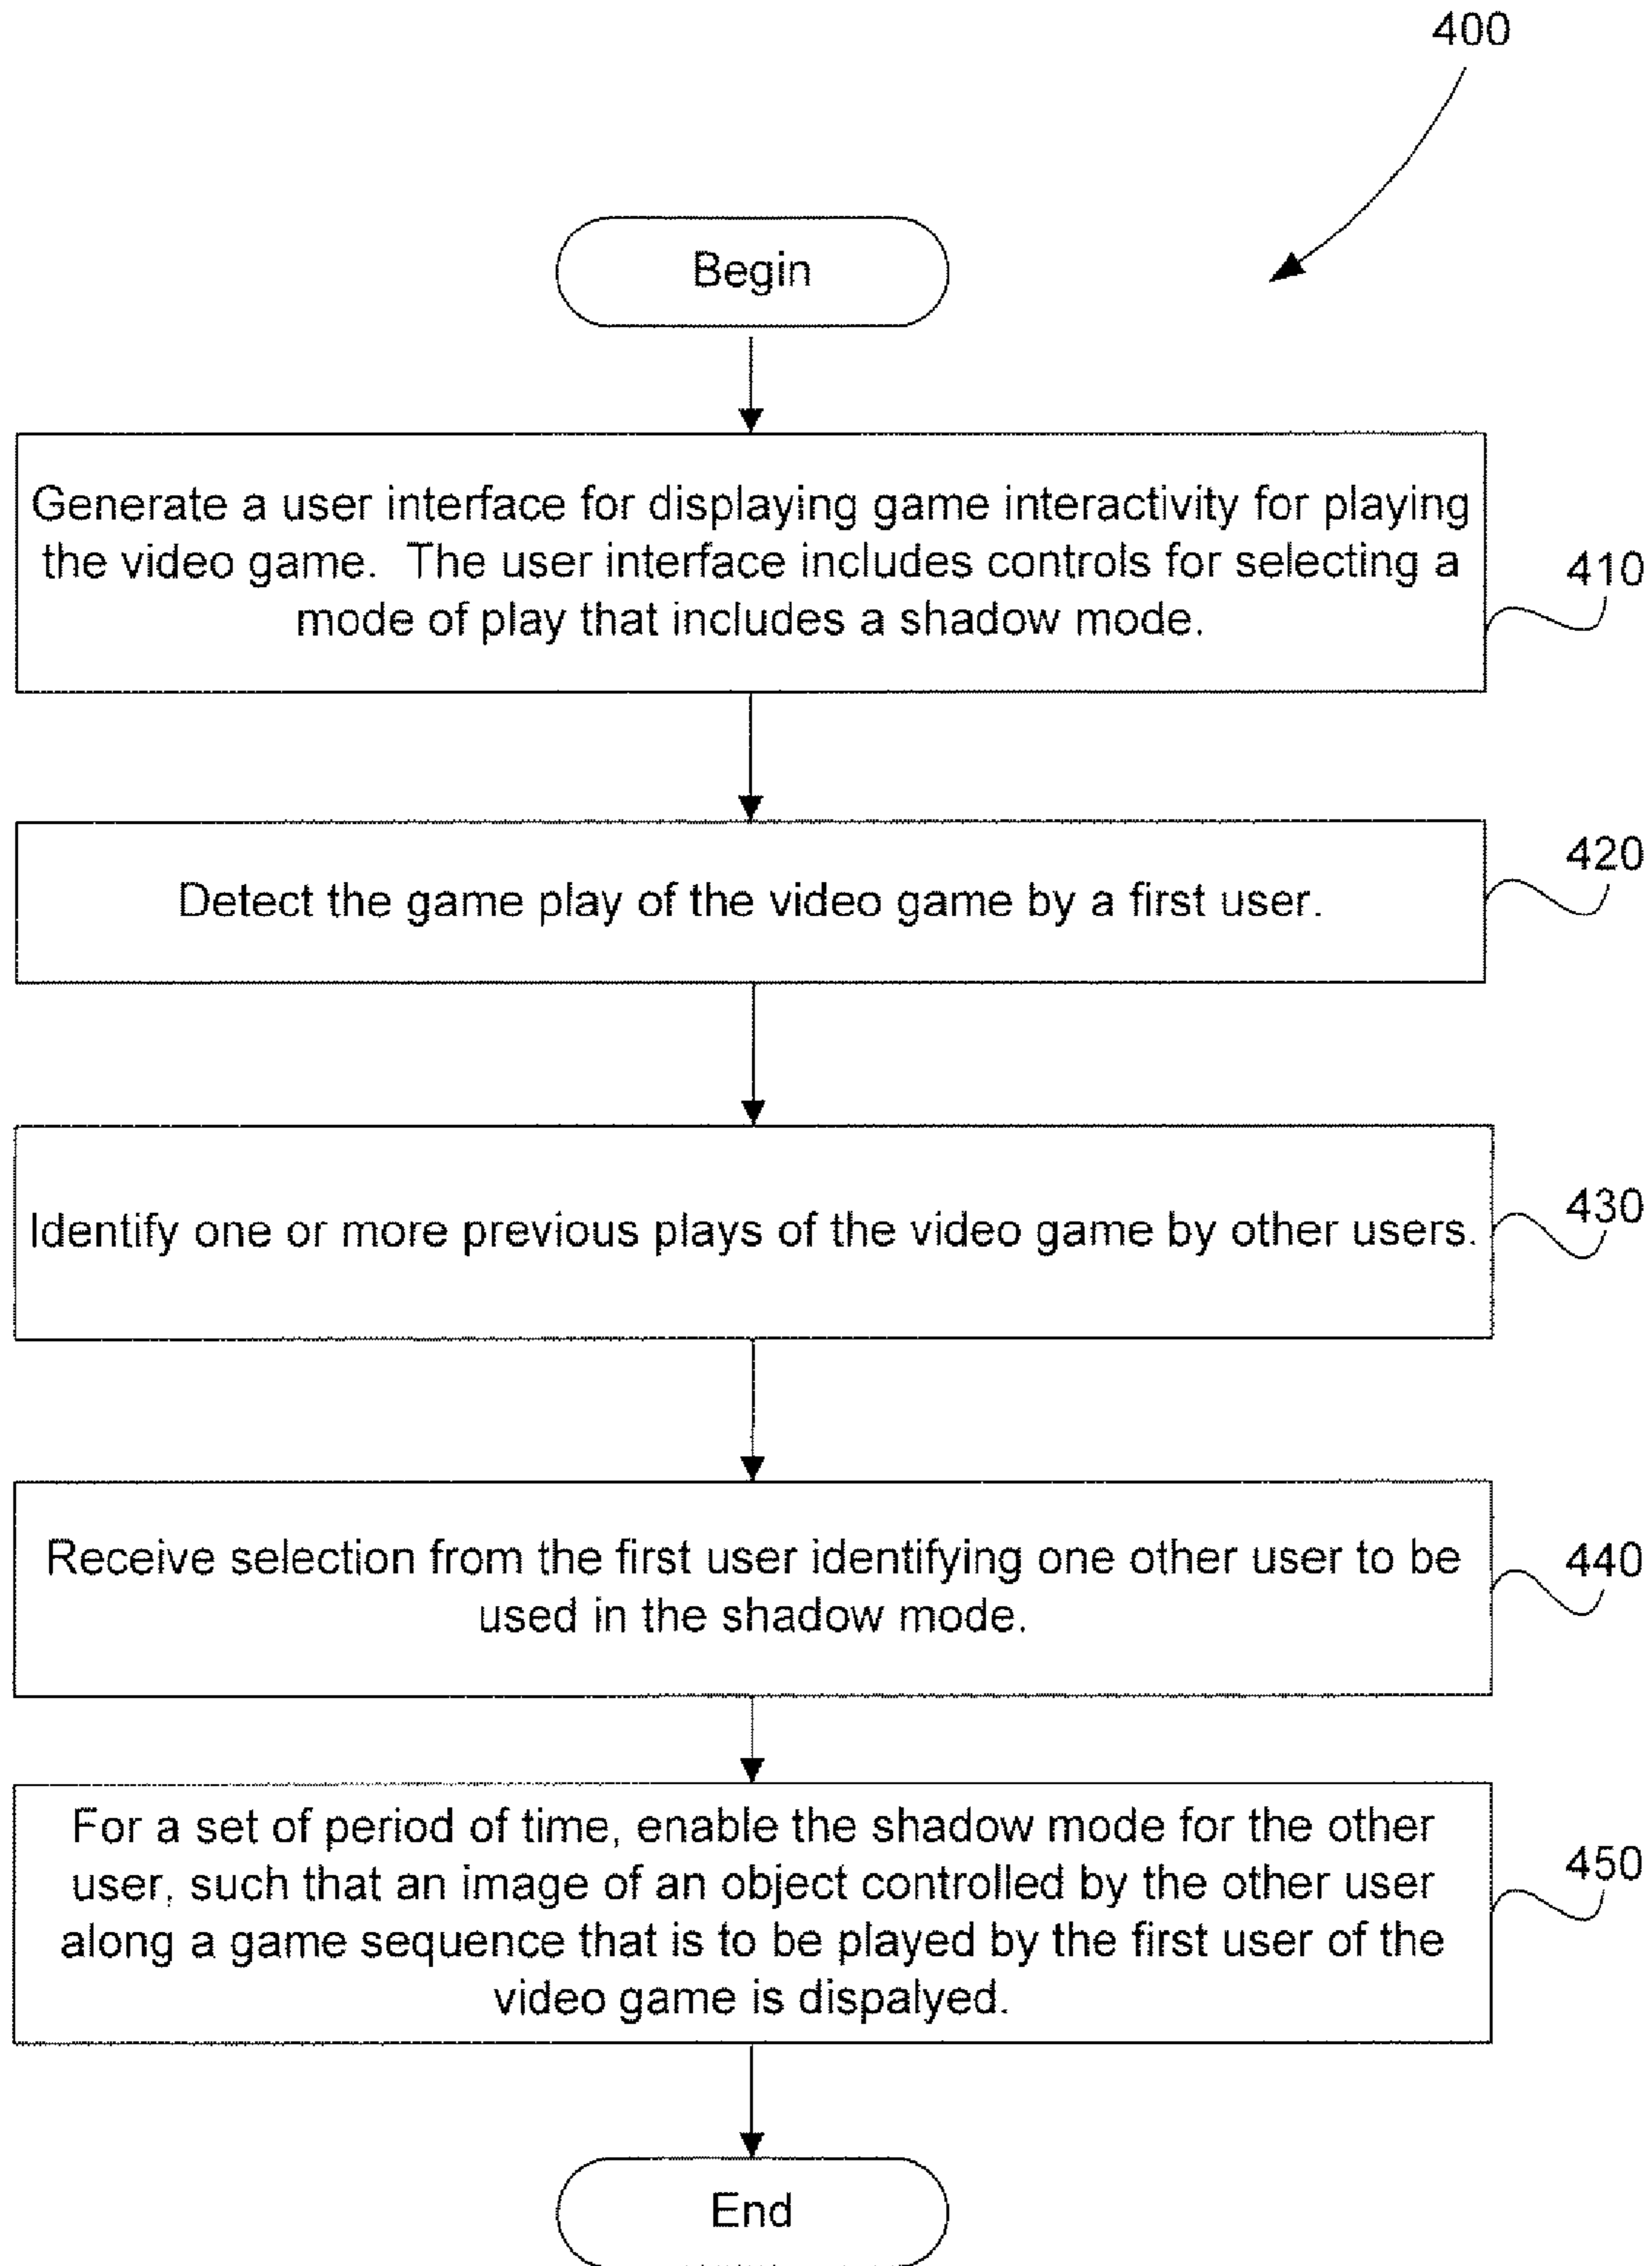 400
Begin
Generate a user interface for displaying game interactivity for playing
the video game. The user interface includes controls for selecting a
mode of play that includes a shadow mode.
410
Detect the game play of the video game by a first user.
420
Identify one or more previous plays of the video game by other users.
430
Receive selection from the first user identifying one other user to be
used in the shadow mode.
440
For a set of period of time, enable the shadow mode for the other
user, such that an image of an object controlled by the other user
along a game sequence that is to be played by the first user of the
video game is dispalyed.
450
End